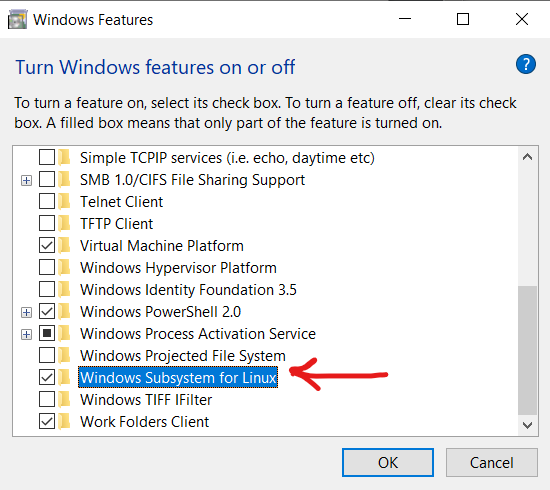 Windows Features
Turn Windows features on or off
?
To turn a feature on, select its check box. To turn a feature off, clear its check
box. A filled box means that only part of the feature is turned on.
Simple TCPIP services (i.e. echo, daytime etc)
SMB 1.0/CIFS File Sharing Support
Telnet Client
TFTP Client
Virtual Machine Platform
Windows Hypervisor Platform
Windows Identity Foundation 3.5
Windows PowerShell 2.0
Windows Process Activation Service
Windows Projected File System
Windows Subsystem for Linux
Windows TIFF IFilter
Work Folders Client
OK
Cancel